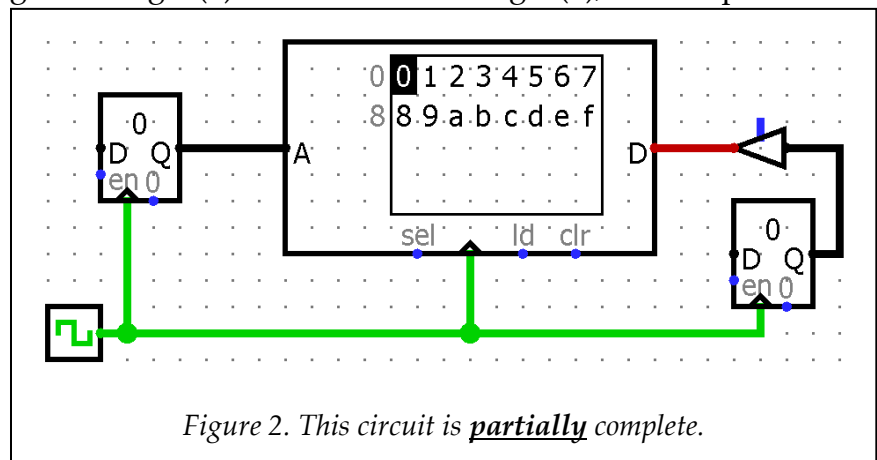 0 0 1 2 3 4 5 6 7
0
8 8 9 a b c d e f
D Q
A
D
en 0
sel ld clr
0
D Q
en 0
Figure 2. This circuit is partially complete.